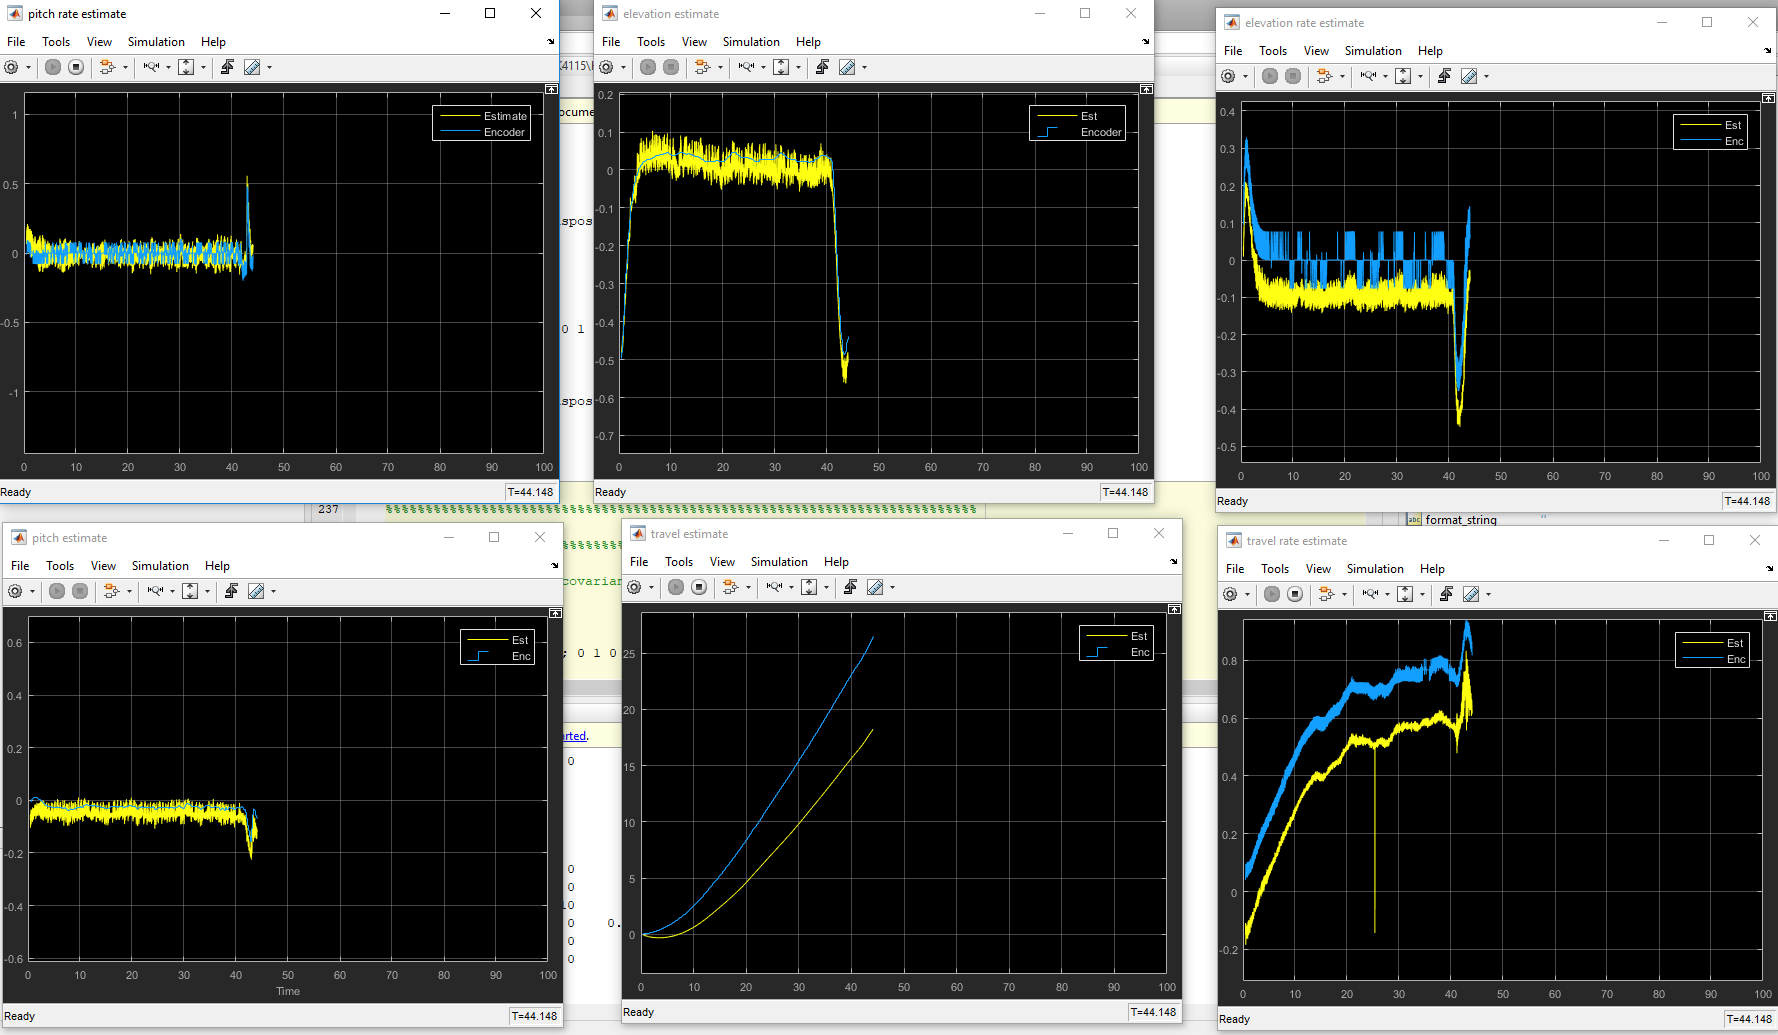 pitch rate estimate
File Tools View Simulation Help
Estimate
Encoder
1
0.5
0
-0.5
-1
0 10 20 30 40 50 60 70 80 90 100
Ready T=44.148
elevation estimate
File Tools View Simulation Help
Est
Encoder
0.2
0.1
0
-0.1
-0.2
-0.3
-0.4
-0.5
-0.6
-0.7
0 10 20 30 40 50 60 70 80 90 100
Ready T=44.148
elevation rate estimate
File Tools View Simulation Help
Est
Enc
0.4
0.3
0.2
0.1
0
-0.1
-0.2
-0.3
-0.4
-0.5
0 10 20 30 40 50 60 70 80 90 100
Ready T=44.148
237 %%%%%%%%%%%%%%%%%%%%%%%%%%%%%%%%%%%%%%%%%%%%%%%%%%%%%%%%%%%%%%%%%%%%%%
abc format_string "
pitch estimate
File Tools View Simulation Help
Est
Enc
0.6
0.4
0.2
0
-0.2
-0.4
-0.6
0 10 20 30 40 50 60 70 80 90 100
Time
Ready T=44.148
travel estimate
File Tools View Simulation Help
Est
Enc
25
20
15
10
5
0
0 10 20 30 40 50 60 70 80 90 100
Ready T=44.148
travel rate estimate
File Tools View Simulation Help
Est
Enc
0.8
0.6
0.4
0.2
0
-0.2
0 10 20 30 40 50 60 70 80 90 100
Ready T=44.148
4115\
ocume
spos
0 1
spos
covarian
; 0 1 0
arted.
0
0
0
0 0.
0
0